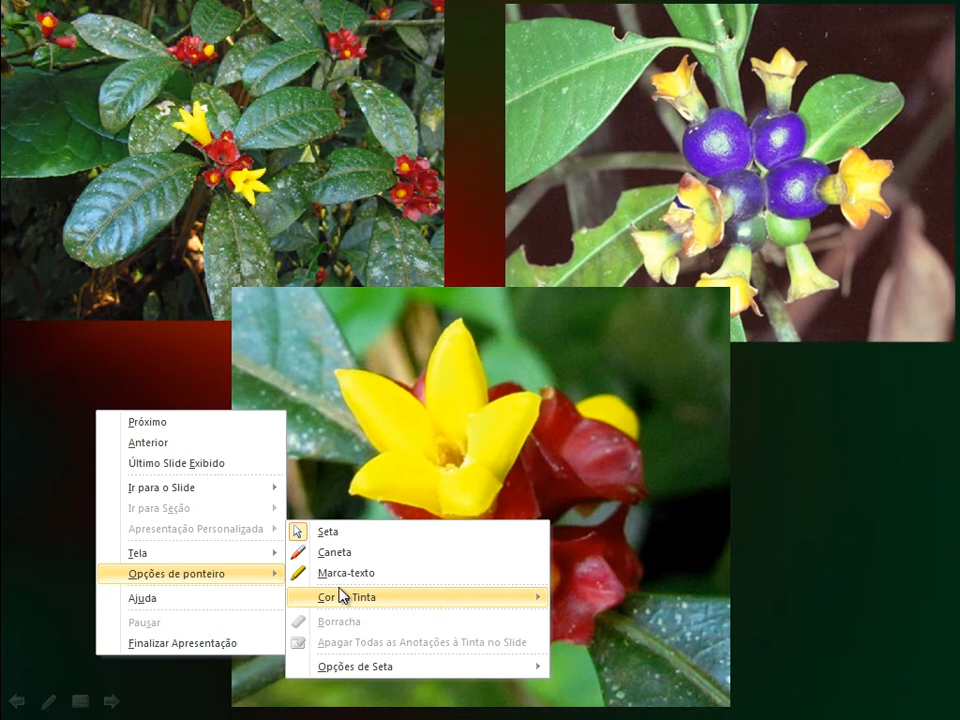 Próximo
Anterior
Último Slide Exibido
Ir para o Slide
Ir para Seção
Apresentação Personalizada
Tela
Opções de ponteiro
Ajuda
Pausar
Finalizar Apresentação
Seta
Caneta
Marca-texto
Cor Tinta
Borracha
Apagar Todas as Anotações à Tinta no Slide
Opções de Seta